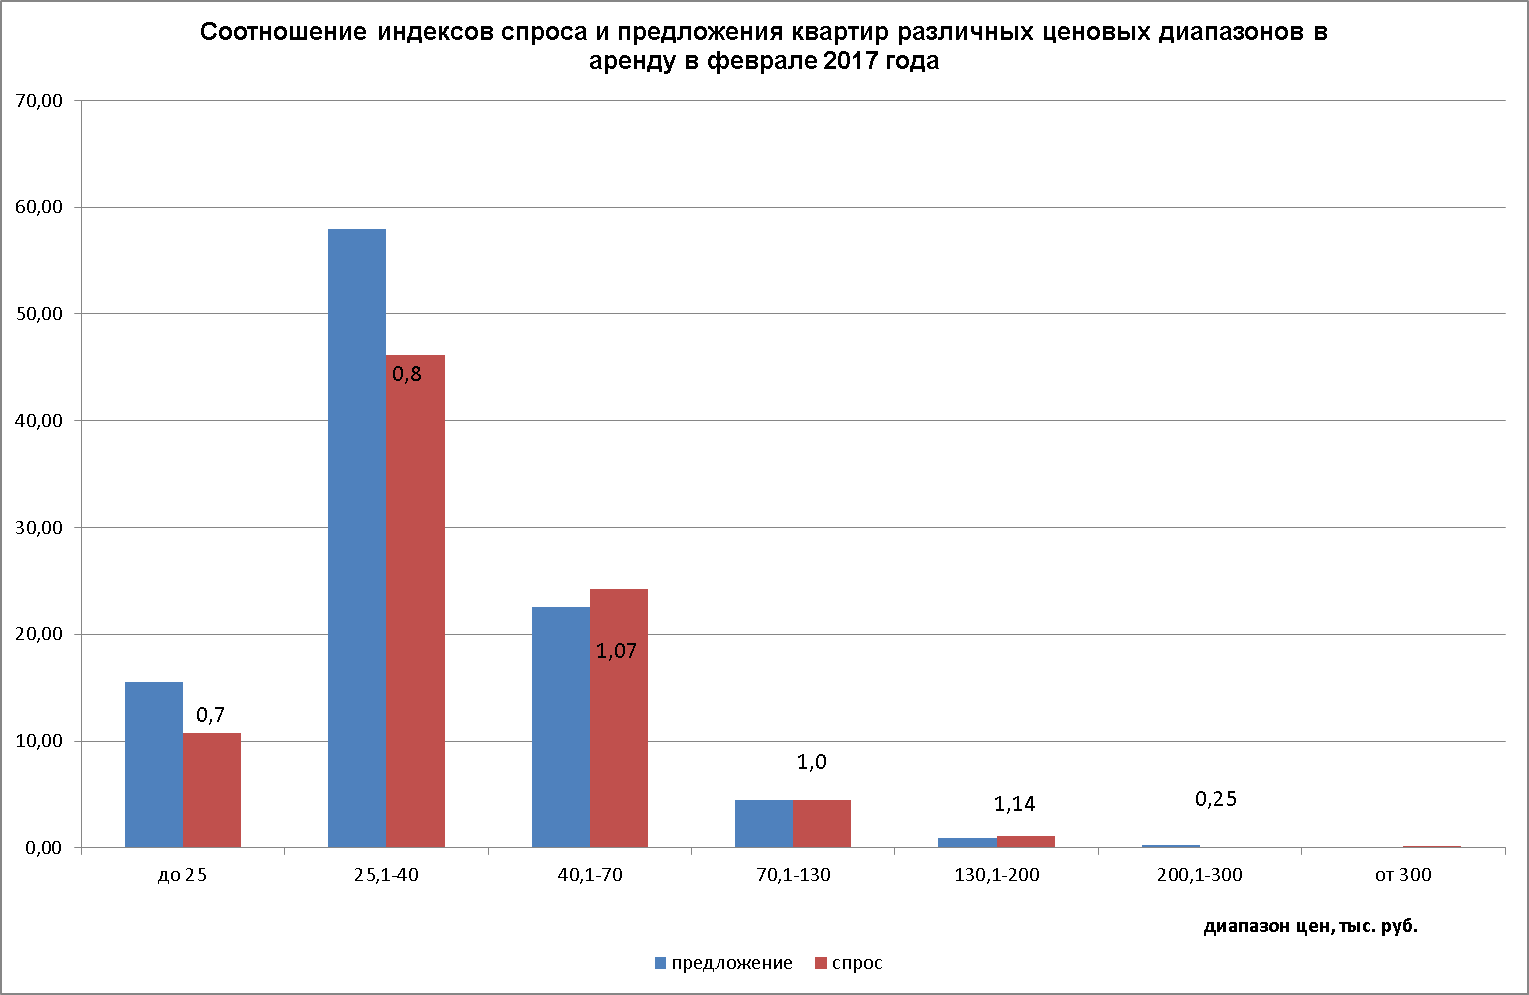 Соотношение индексов спроса и предложения квартир различных ценовых диапазонов в
аренду в феврале 2017 года
70,00
60,00
50,00
40,00
30,00
20,00
10,00
0,00
0,7
0,8
1,07
1,0
1,14
0,25
до 25
25,1-40
40,1-70
70,1-130
130,1-200
200,1-300
от 300
диапазон цен, тыс. руб.
предложение
спрос